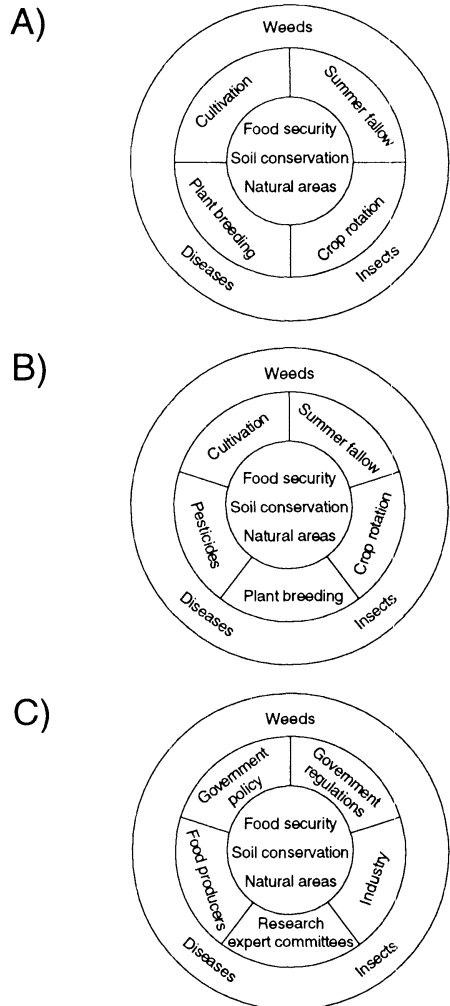 A)
Weeds
Cultivation
Summer fallow
Food security
Soil conservation
Natural areas
Plant breeding
Crop rotation
Diseases
Insects
B)
Weeds
Cultivation
Summer fallow
Food security
Soil conservation
Natural areas
Pesticides
Crop rotation
Plant breeding
Diseases
Insects
C)
Weeds
Government
policy
Government
regulations
Food security
Soil conservation
Natural areas
Food producers
Industry
Research
expert committees
Diseases
Insects